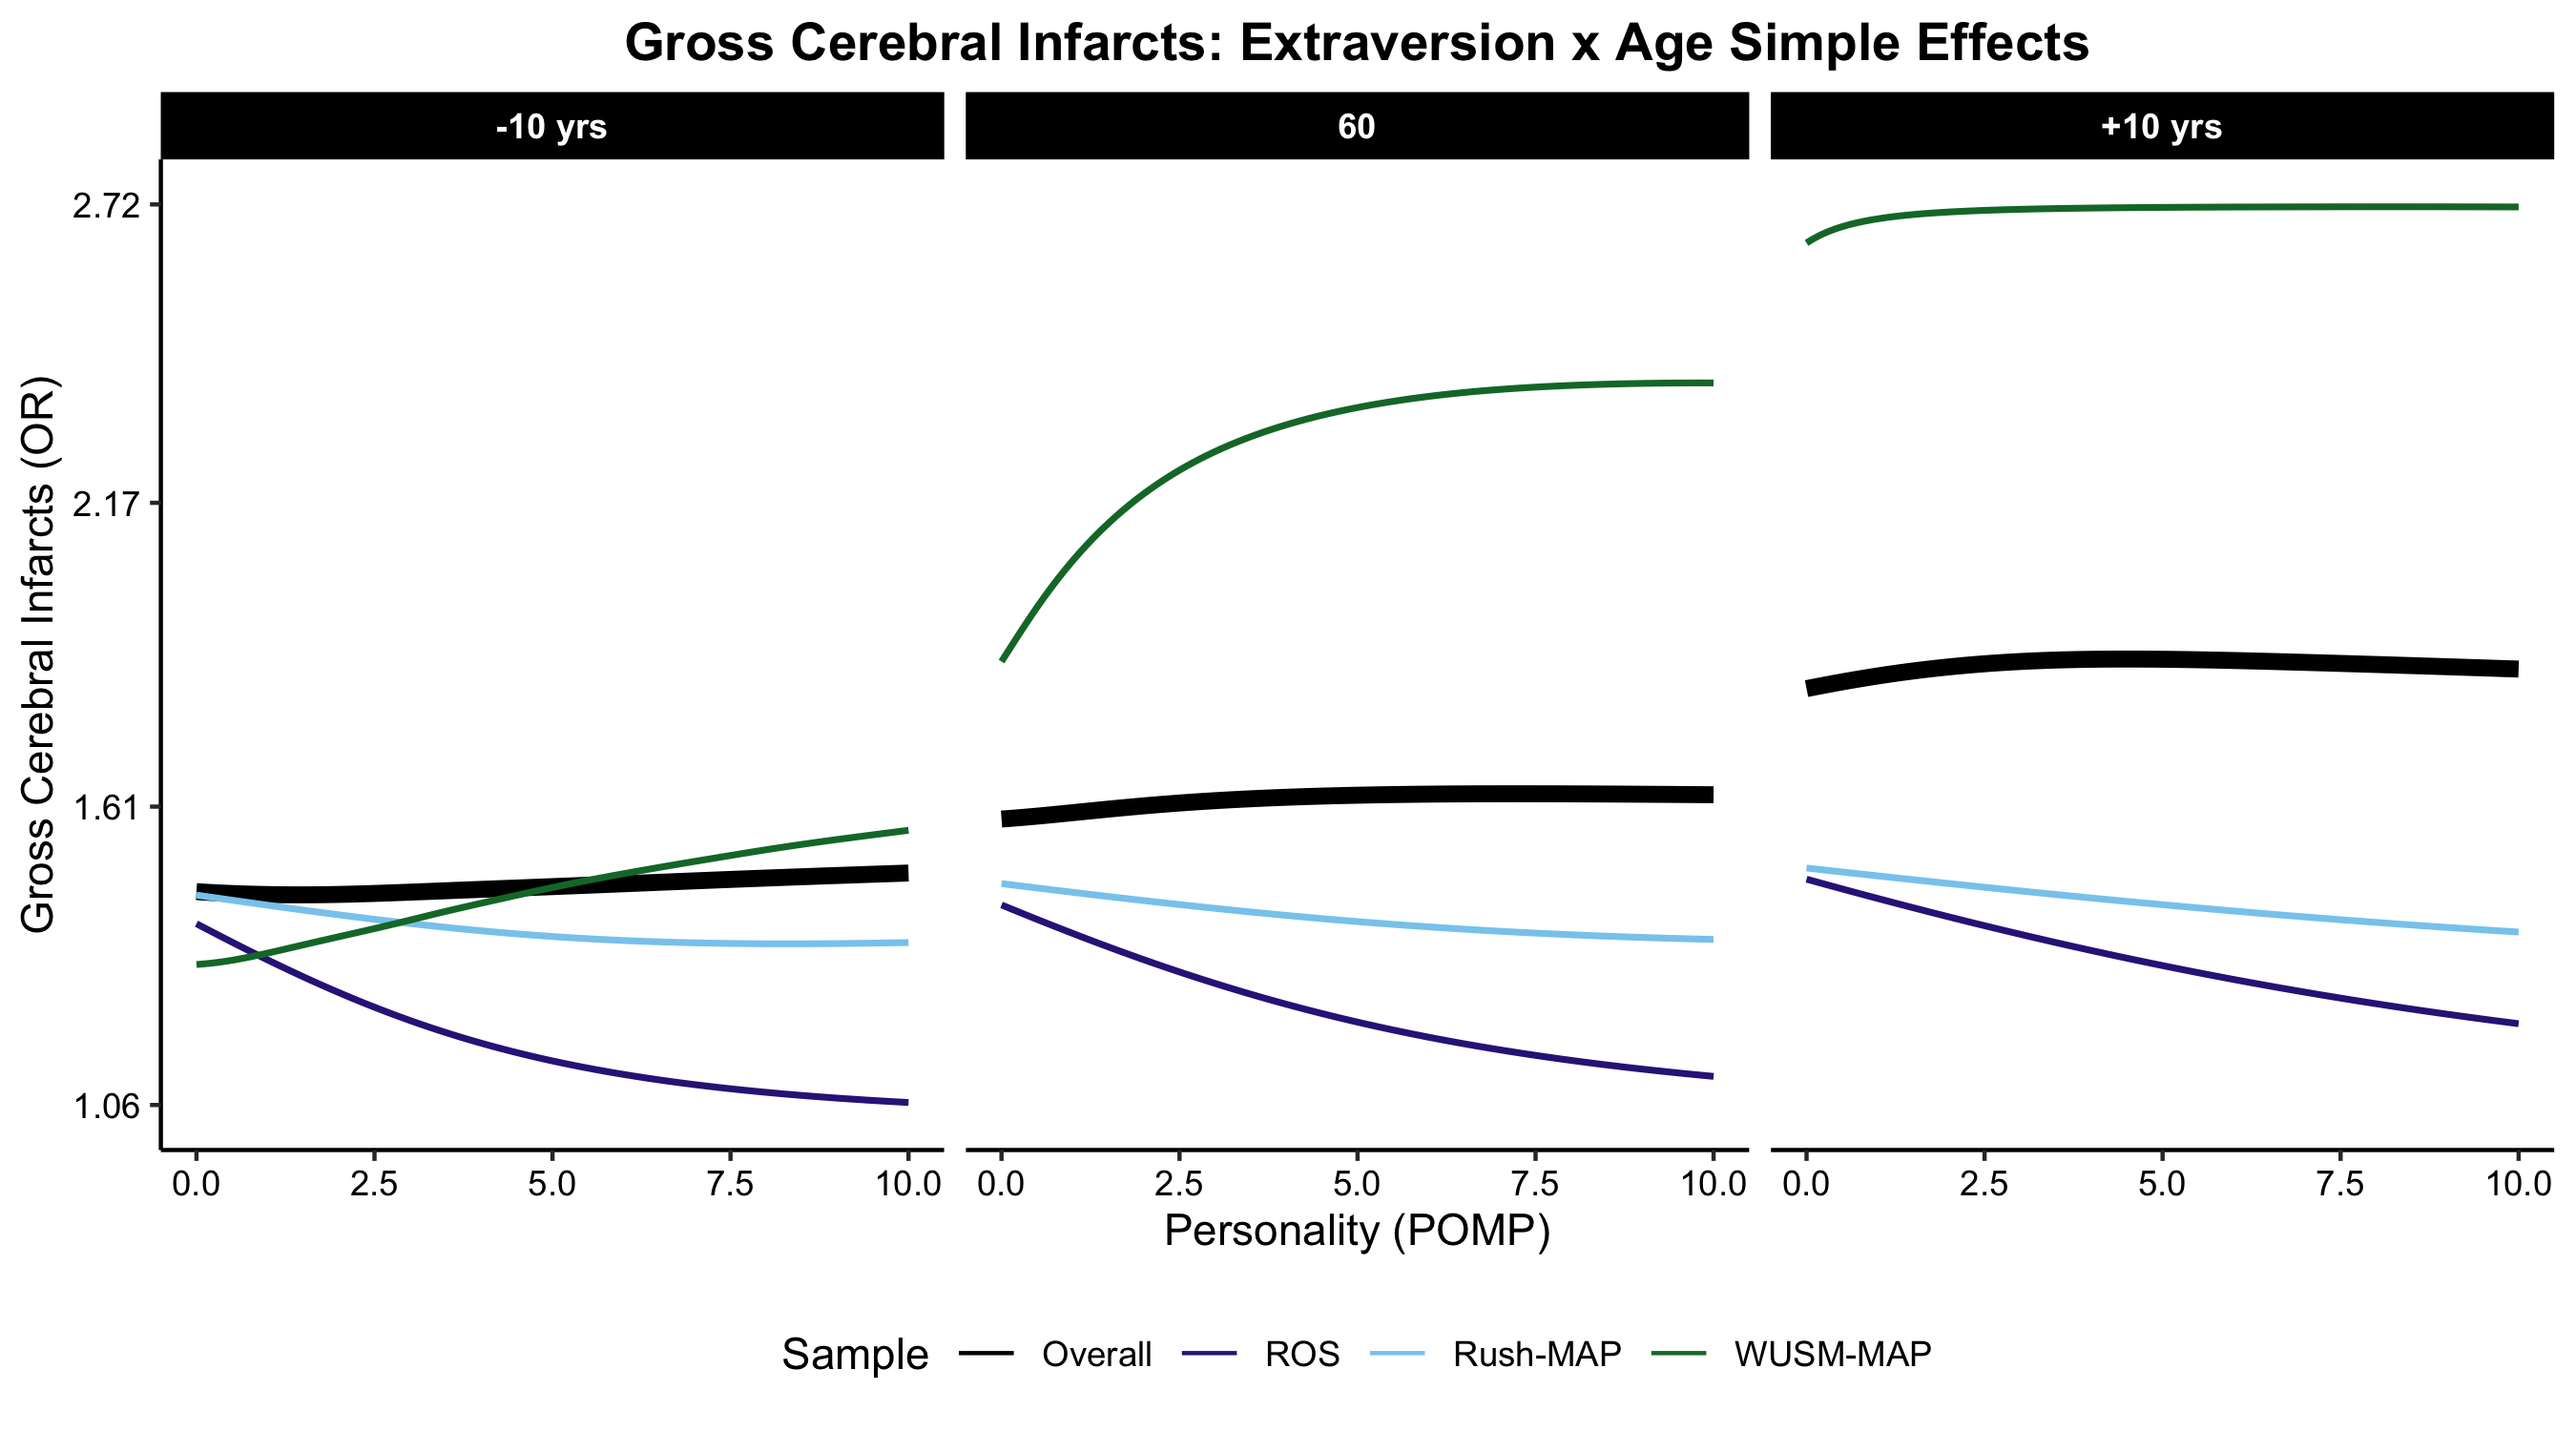 Gross Cerebral Infarcts: Extraversion x Age Simple Effects
-10 yrs
60
+10 yrs
Gross Cerebral Infarcts (OR)
2.72
2.17
1.61
1.06
0.0 2.5 5.0 7.5 10.0
0.0 2.5 5.0 7.5 10.0
0.0 2.5 5.0 7.5 10.0
Personality (POMP)
Sample Overall ROS Rush-MAP WUSM-MAP